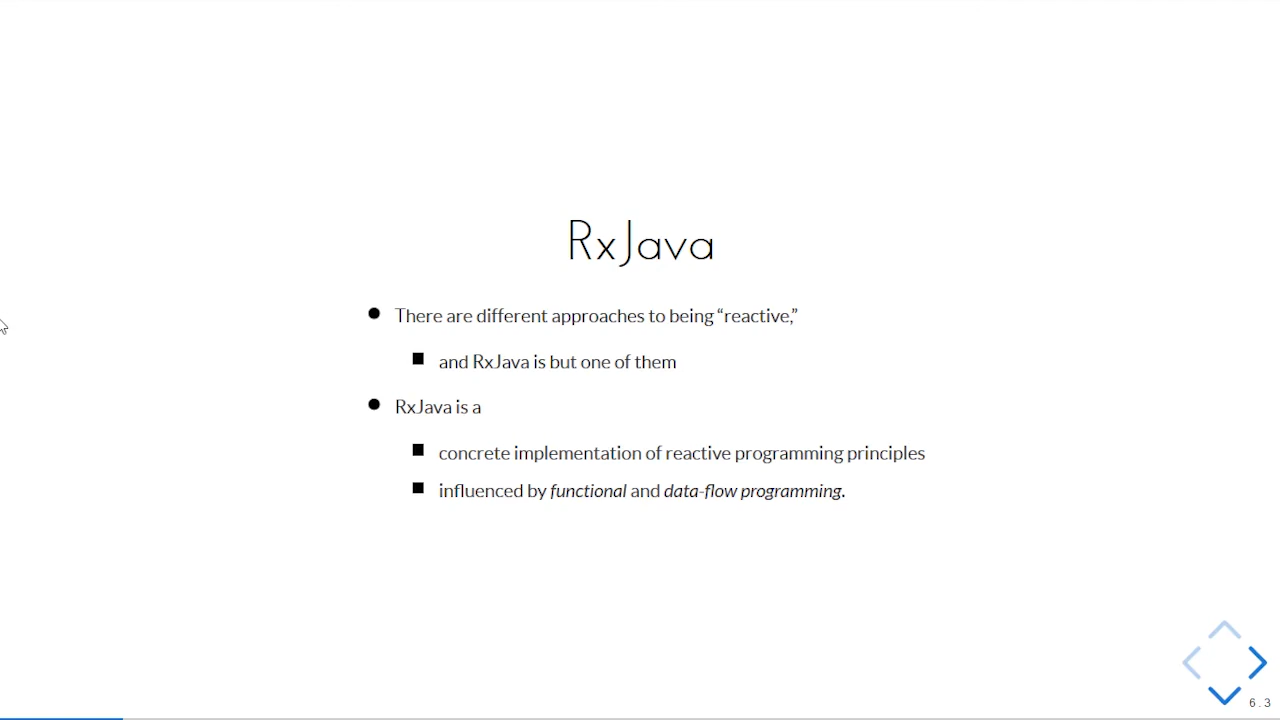 RxJava
There are different approaches to being “reactive,”
and RxJava is but one of them
RxJava is a
concrete implementation of reactive programming principles
influenced by functional and data-flow programming.
6.3